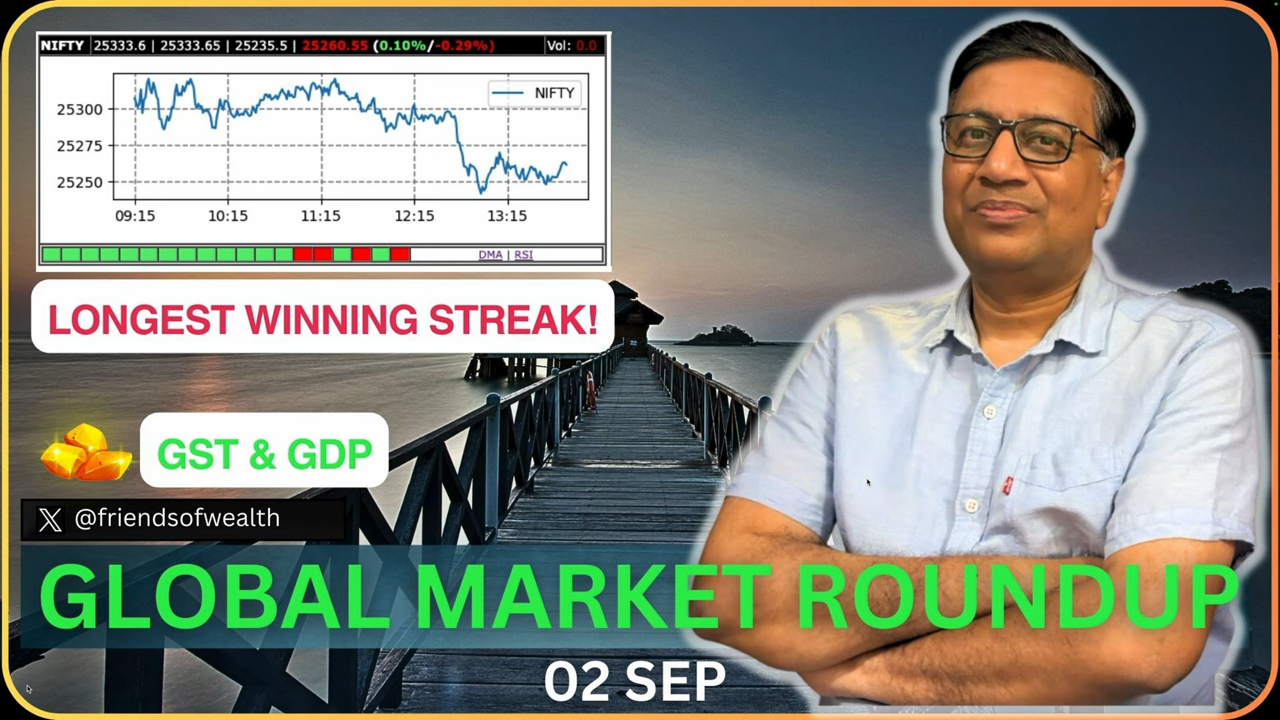 NIFTY 25333.6 | 25333.65 | 25235.5 | 25260.55 (0.10%/-0.29%) Vol: 0.0
NIFTY
25300
25275
25250
09:15 10:15 11:15 12:15 13:15
DMA | RSI
LONGEST WINNING STREAK!
GST & GDP
X @friendsofwealth
GLOBAL MARKET ROUNDUP
02 SEP